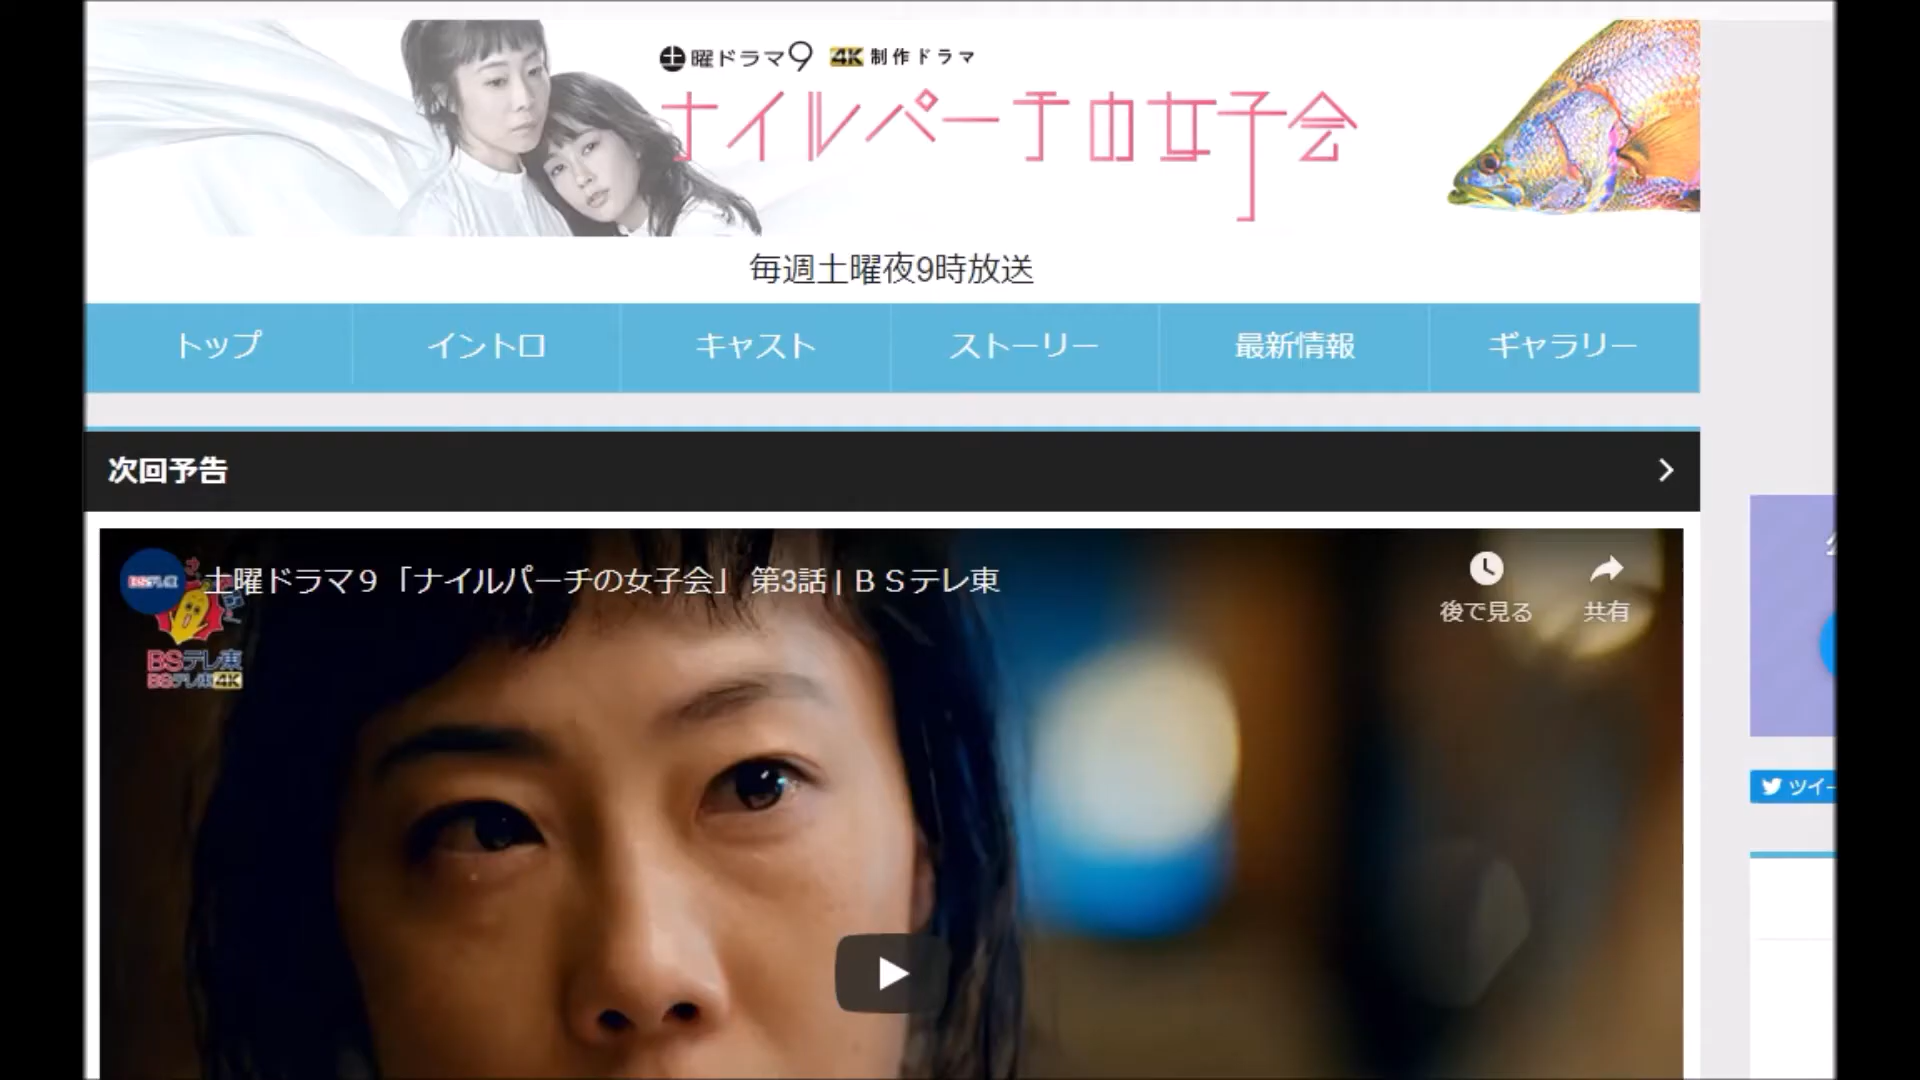 土曜ドラマ9 4K 制作ドラマ
ナイルパーチの女子会
毎週土曜夜9時放送
トップ イントロ キャスト ストーリー 最新情報 ギャラリー
次回予告
BSテレ東 土曜ドラマ９「ナイルパーチの女子会」 第3話 | ＢＳテレ東
後で見る 共有
BSテレ東
BSテレ東4K
ツイー